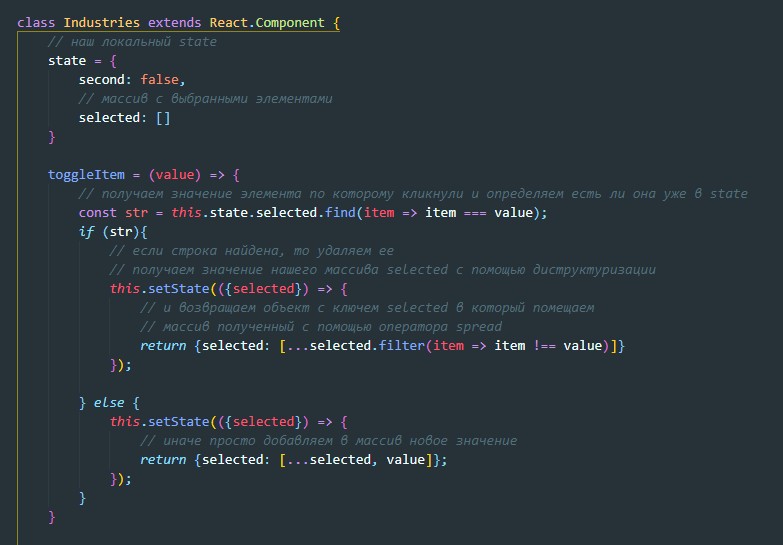 class Industries extends React.Component {
// наш локальный state
state = {
second: false,
// массив с выбранными элементами
selected: []
}
toggleItem = (value) => {
// получаем значение элемента по которому кликнули и определяем есть ли она уже в state
const str = this.state.selected.find(item => item === value);
if (str){
// если строка найдена, то удаляем ее
// получаем значение нашего массива selected с помощью диструктуризации
this.setState(({selected}) => {
// и возвращаем объект с ключем selected в который помещаем
// массив полученный с помощью оператора spread
return {selected: [...selected.filter(item => item !== value)]}
});
} else {
this.setState(({selected}) => {
// иначе просто добавляем в массив новое значение
return {selected: [...selected, value]};
});
}
}